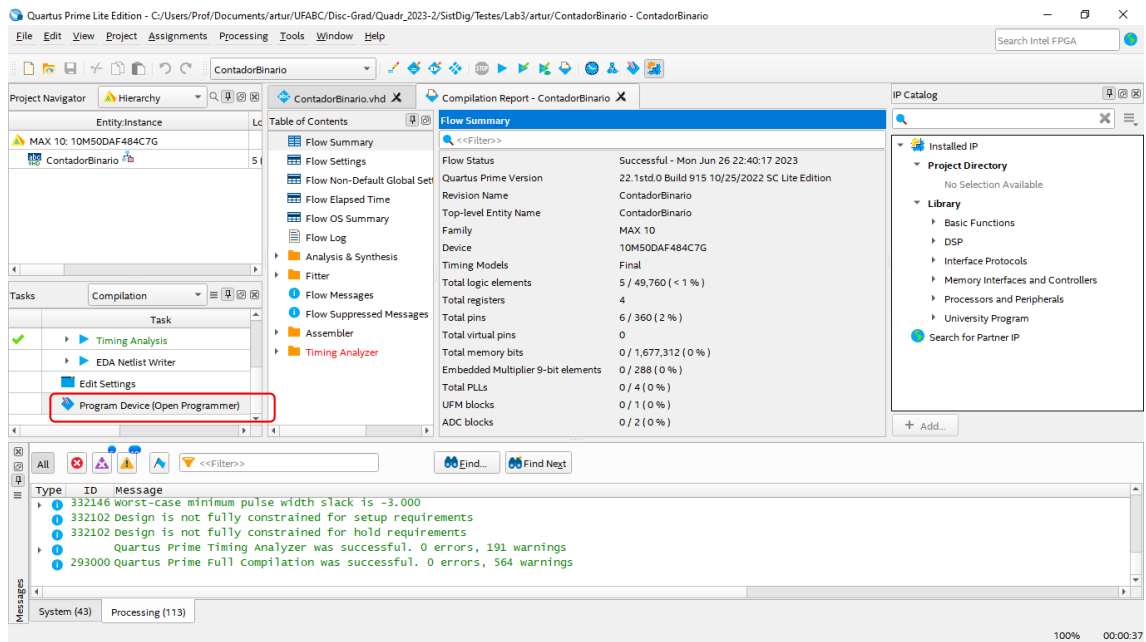 Quartus Prime Lite Edition - C:/Users/Prof/Documents/artur/UFABC/Disc-Grad/Quadr_2023-2/SistDig/Testes/Lab3/artur/ContadorBinario - ContadorBinario
File Edit View Project Assignments Processing Tools Window Help
Search Intel FPGA
ContadorBinario
Project Navigator Hierarchy
Entity:Instance
MAX 10: 10M50DAF484C7G
ContadorBinario 5
Tasks Compilation
Task
Timing Analysis
EDA Netlist Writer
Edit Settings
Program Device (Open Programmer)
ContadorBinario.vhd
Compilation Report - ContadorBinario
Table of Contents
Flow Summary
Flow Settings
Flow Non-Default Global Sett
Flow Elapsed Time
Flow OS Summary
Flow Log
Analysis & Synthesis
Fitter
Flow Messages
Flow Suppressed Messages
Assembler
Timing Analyzer
Flow Summary
<<Filter>>
Flow Status Successful - Mon Jun 26 22:40:17 2023
Quartus Prime Version 22.1std.0 Build 915 10/25/2022 SC Lite Edition
Revision Name ContadorBinario
Top-level Entity Name ContadorBinario
Family MAX 10
Device 10M50DAF484C7G
Timing Models Final
Total logic elements 5 / 49,760 ( < 1 % )
Total registers 4
Total pins 6 / 360 ( 2 % )
Total virtual pins 0
Total memory bits 0 / 1,677,312 ( 0 % )
Embedded Multiplier 9-bit elements 0 / 288 ( 0 % )
Total PLLs 0 / 4 ( 0 % )
UFM blocks 0 / 1 ( 0 % )
ADC blocks 0 / 2 ( 0 % )
IP Catalog
Installed IP
Project Directory
No Selection Available
Library
Basic Functions
DSP
Interface Protocols
Memory Interfaces and Controllers
Processors and Peripherals
University Program
Search for Partner IP
+ Add...
All <<Filter>> Find... Find Next
Type ID Message
332146 Worst-case minimum pulse width slack is -3.000
332102 Design is not fully constrained for setup requirements
332102 Design is not fully constrained for hold requirements
Quartus Prime Timing Analyzer was successful. 0 errors, 191 warnings
293000 Quartus Prime Full Compilation was successful. 0 errors, 564 warnings
Messages
System (43) Processing (113)
100% 00:00:37